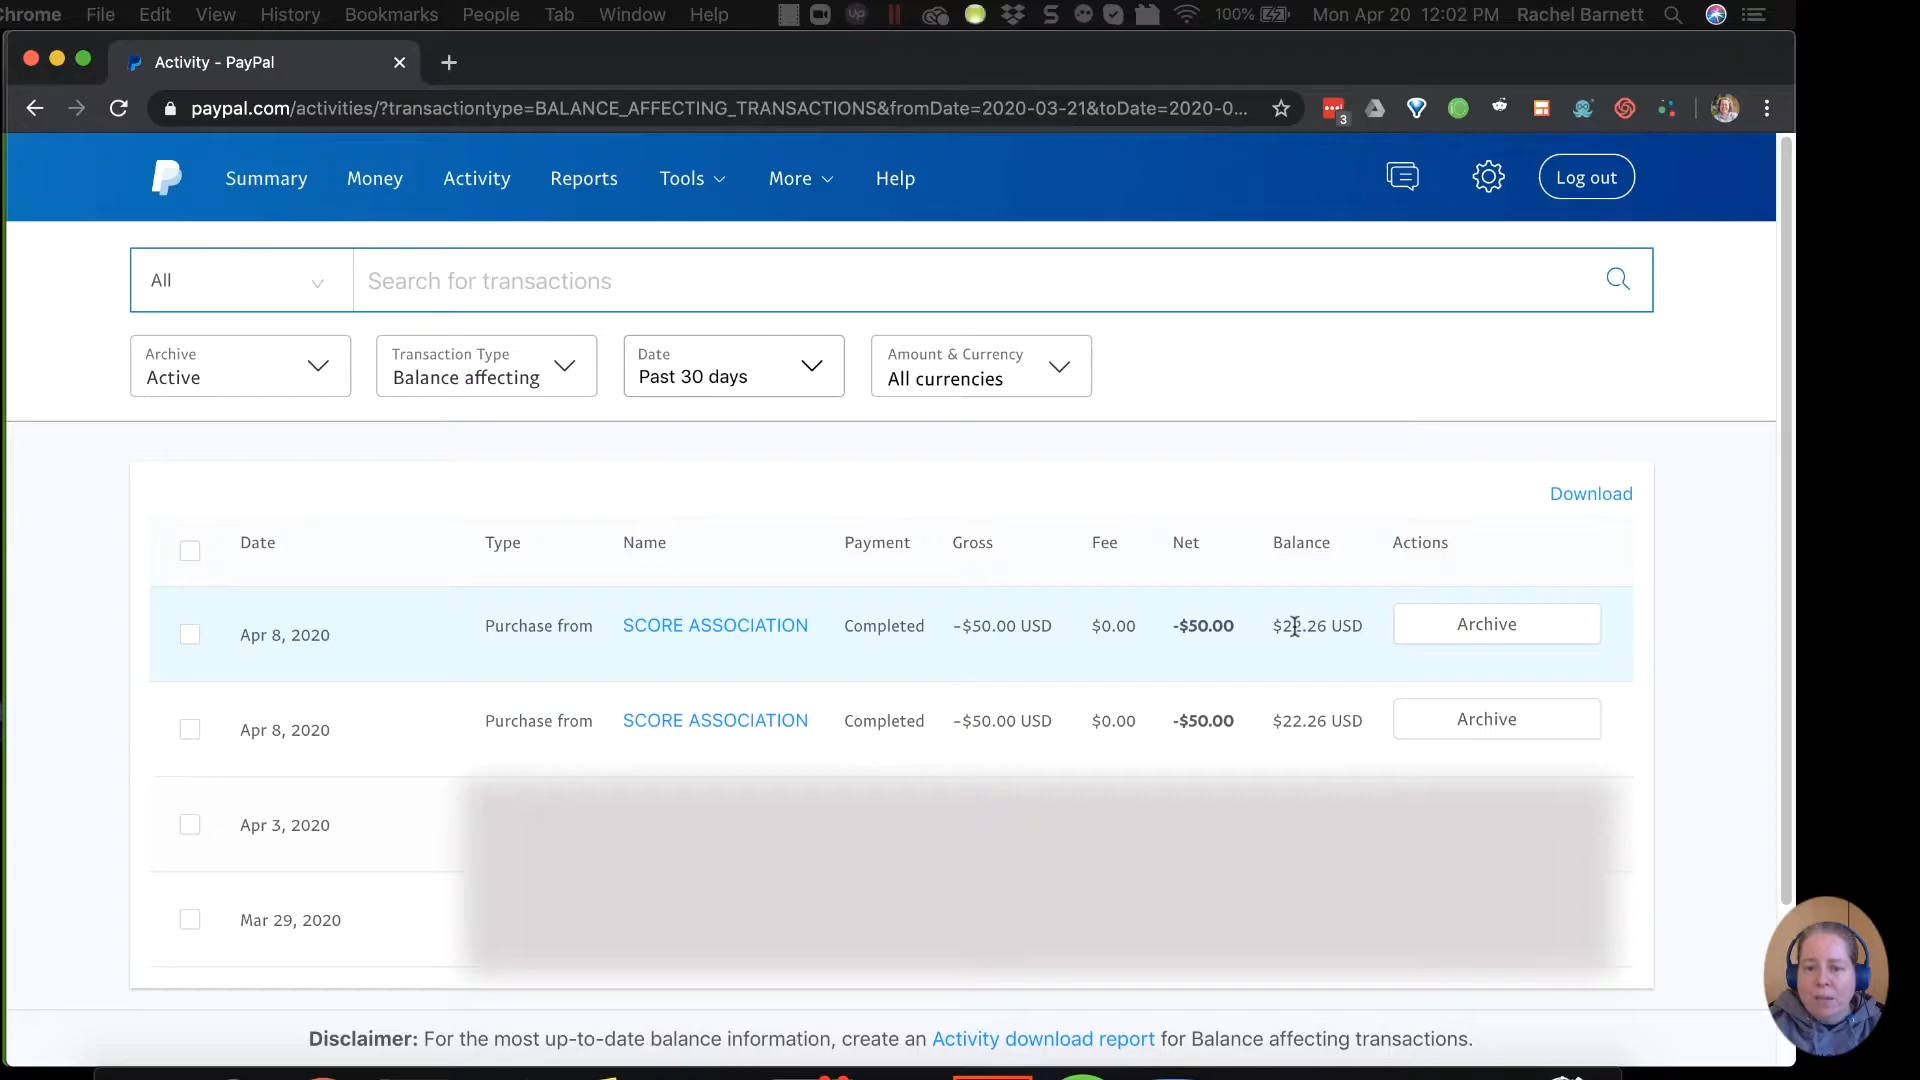 Chrome File Edit View History Bookmarks People Tab Window Help 100% Mon Apr 20 12:02 PM Rachel Barnett
Activity - PayPal
paypal.com/activities/?transactiontype=BALANCE_AFFECTING_TRANSACTIONS&fromDate=2020-03-21&toDate=2020-0...
3
Summary Money Activity Reports Tools More Help Log out
All Search for transactions
Archive Transaction Type Date Amount & Currency
Active Balance affecting Past 30 days All currencies
Download
Date Type Name Payment Gross Fee Net Balance Actions
Apr 8, 2020 Purchase from SCORE ASSOCIATION Completed -$50.00 USD $0.00 -$50.00 $22.26 USD Archive
Apr 8, 2020 Purchase from SCORE ASSOCIATION Completed -$50.00 USD $0.00 -$50.00 $22.26 USD Archive
Apr 3, 2020
Mar 29, 2020
Disclaimer: For the most up-to-date balance information, create an Activity download report for Balance affecting transactions.